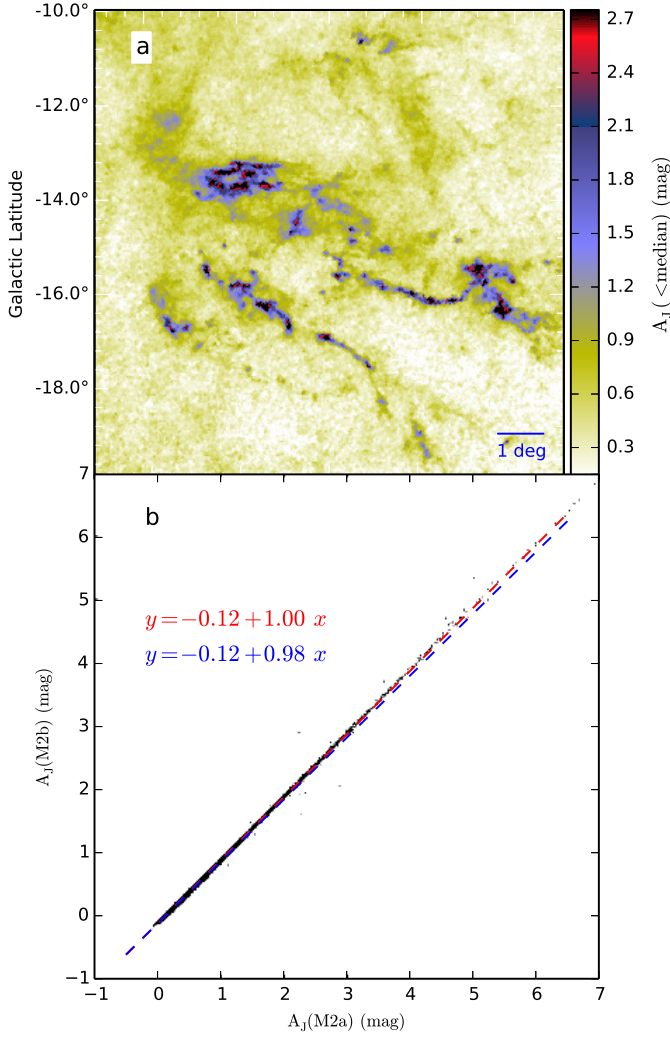 a
-10.0°
-12.0°
-14.0°
-16.0°
-18.0°
Galactic Latitude
1 deg
2.7
2.4
2.1
1.8
1.5
1.2
0.9
0.6
0.3
A_J( <median) (mag)
b
y=−0.12+1.00 x
y=−0.12+0.98 x
7
6
5
4
3
2
1
0
−1
A_J(M2b) (mag)
−1 0 1 2 3 4 5 6 7
A_J(M2a) (mag)